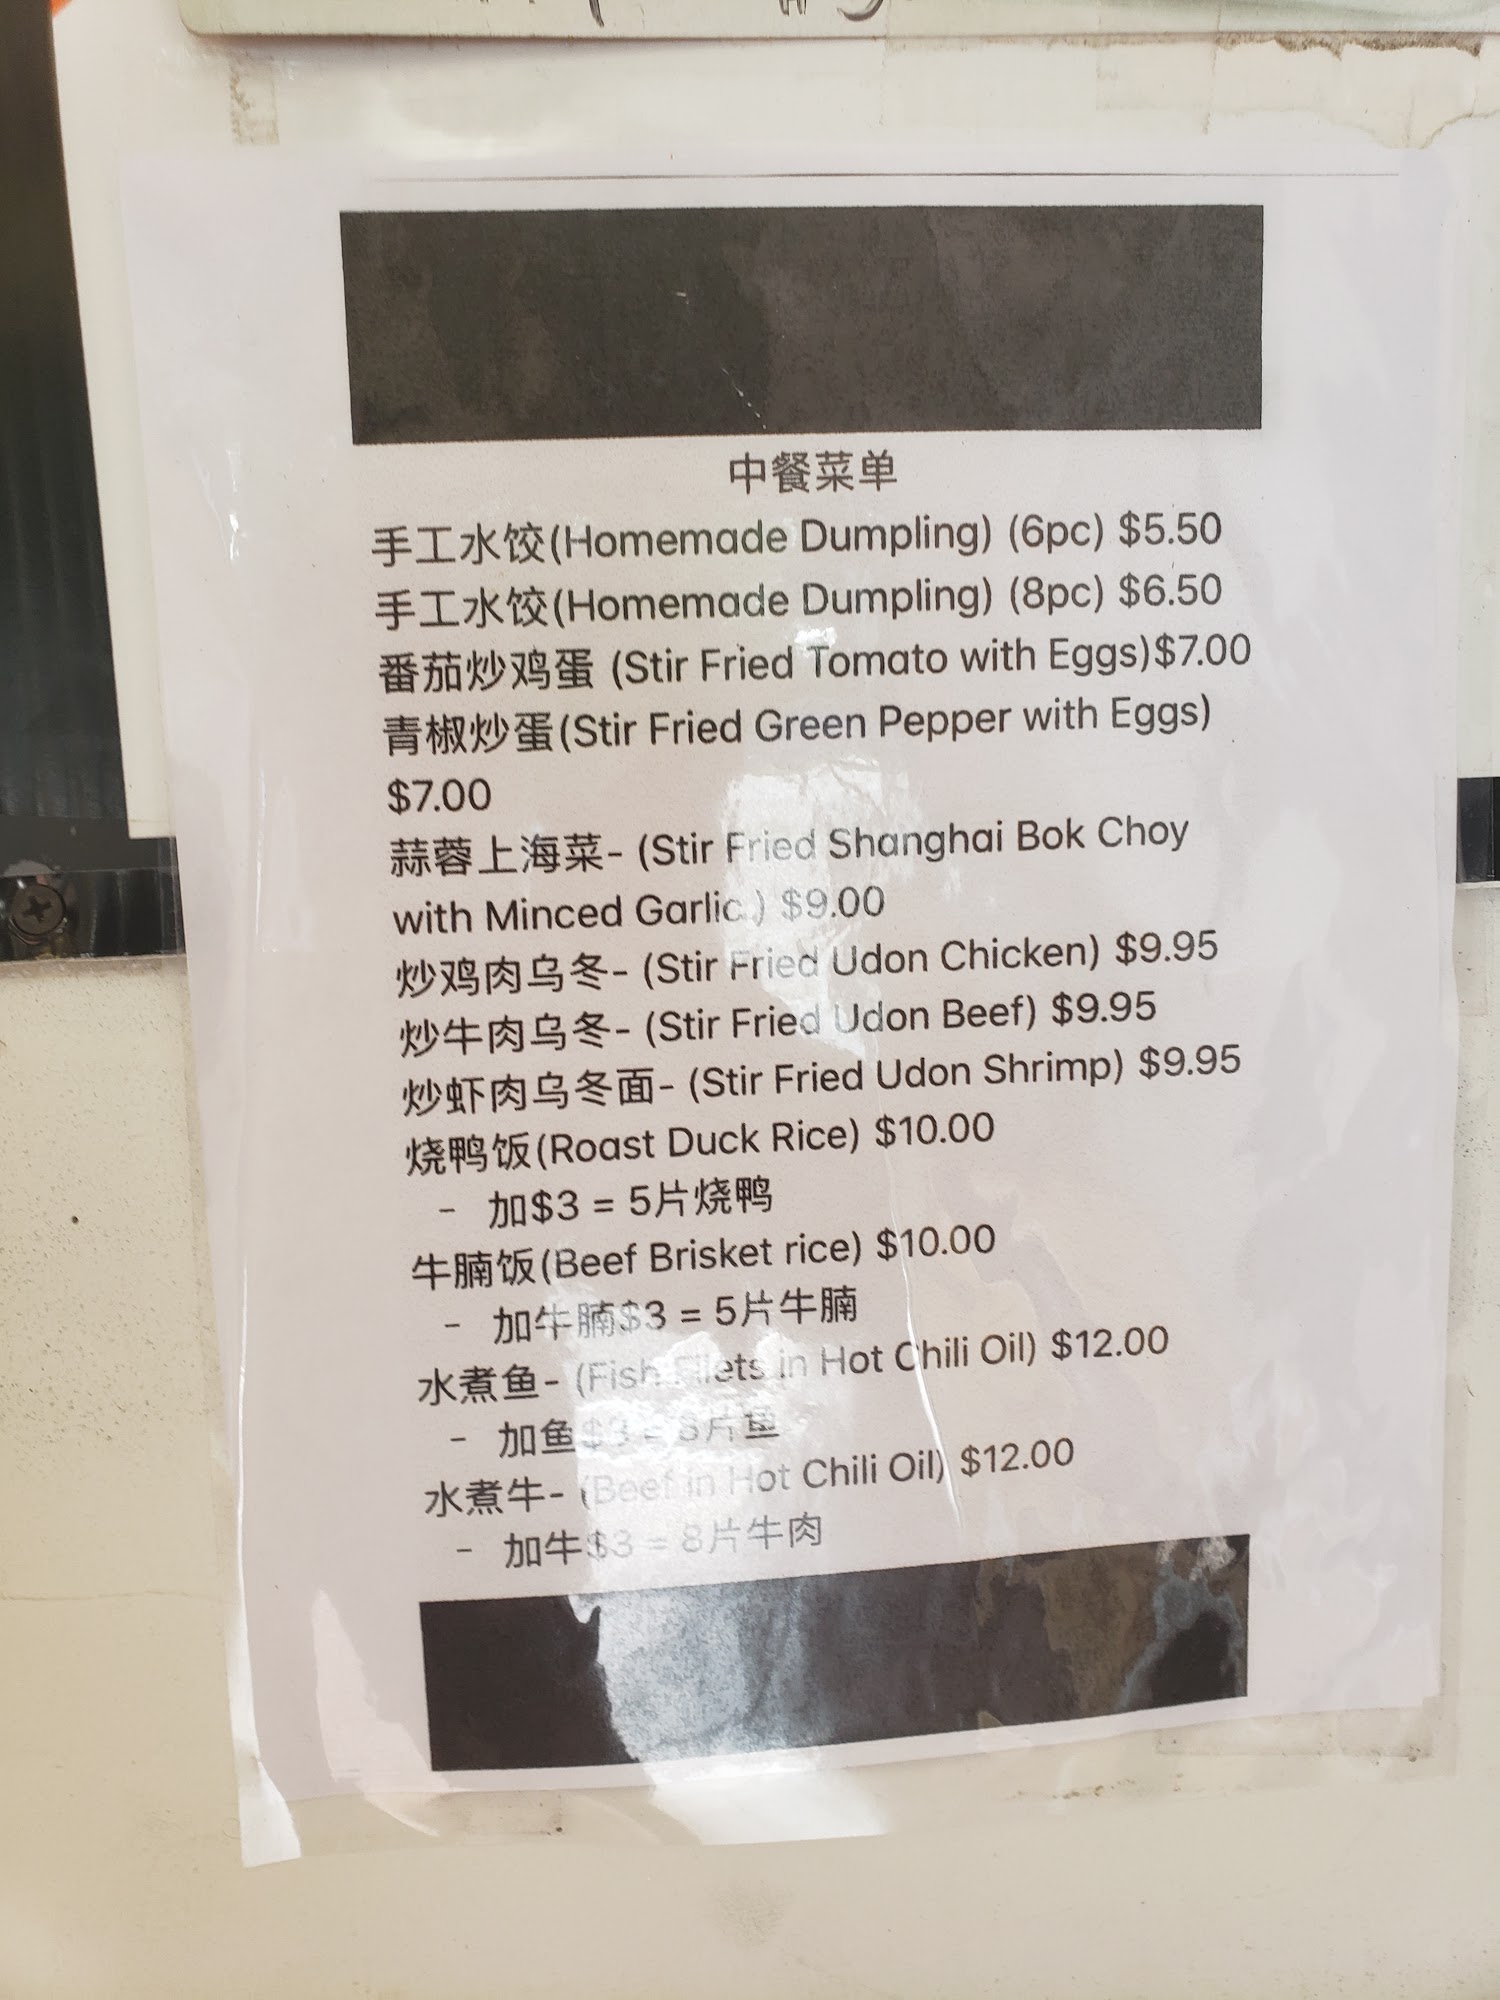 中餐菜单
手工水饺(Homemade Dumpling) (6pc) $5.50
手工水饺(Homemade Dumpling) (8pc) $6.50
番茄炒鸡蛋 (Stir Fried Tomato with Eggs)$7.00
青椒炒蛋(Stir Fried Green Pepper with Eggs)
$7.00
蒜蓉上海菜- (Stir Fried Shanghai Bok Choy
with Minced Garlic ) $9.00
炒鸡肉乌冬- (Stir Fried Udon Chicken) $9.95
炒牛肉乌冬- (Stir Fried Udon Beef) $9.95
炒虾肉乌冬面- (Stir Fried Udon Shrimp) $9.95
烧鸭饭(Roast Duck Rice) $10.00
- 加$3 = 5片烧鸭
牛腩饭(Beef Brisket rice) $10.00
- 加牛腩$3 = 5片牛腩
水煮鱼- (Fish Fllets in Hot Chili Oil) $12.00
- 加鱼$3 = 片鱼
水煮牛- (Beef in Hot Chili Oil) $12.00
- 加牛$3 = 8片牛肉